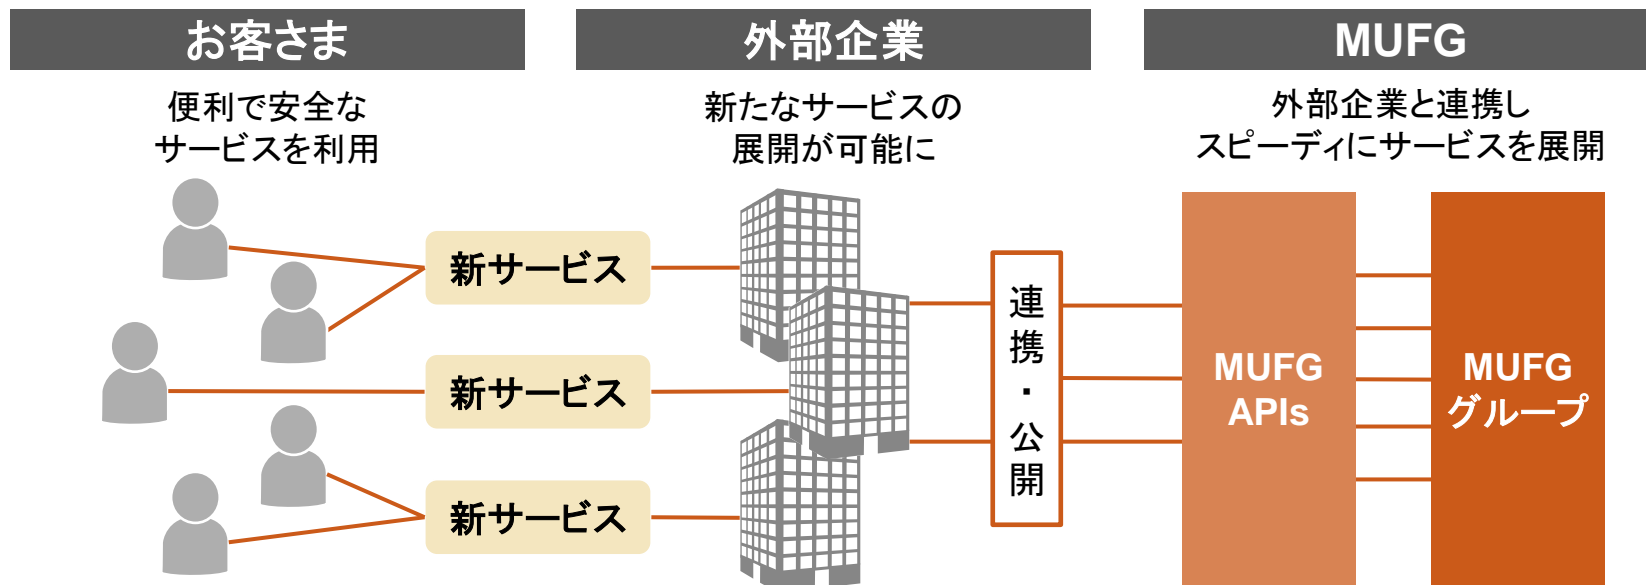 お客さま
外部企業
MUFG
便利で安全な
サービスを利用
新たなサービスの
展開が可能に
外部企業と連携し
スピーディにサービスを展開
新サービス
新サービス
新サービス
連携・公開
MUFG
APIs
MUFG
グループ